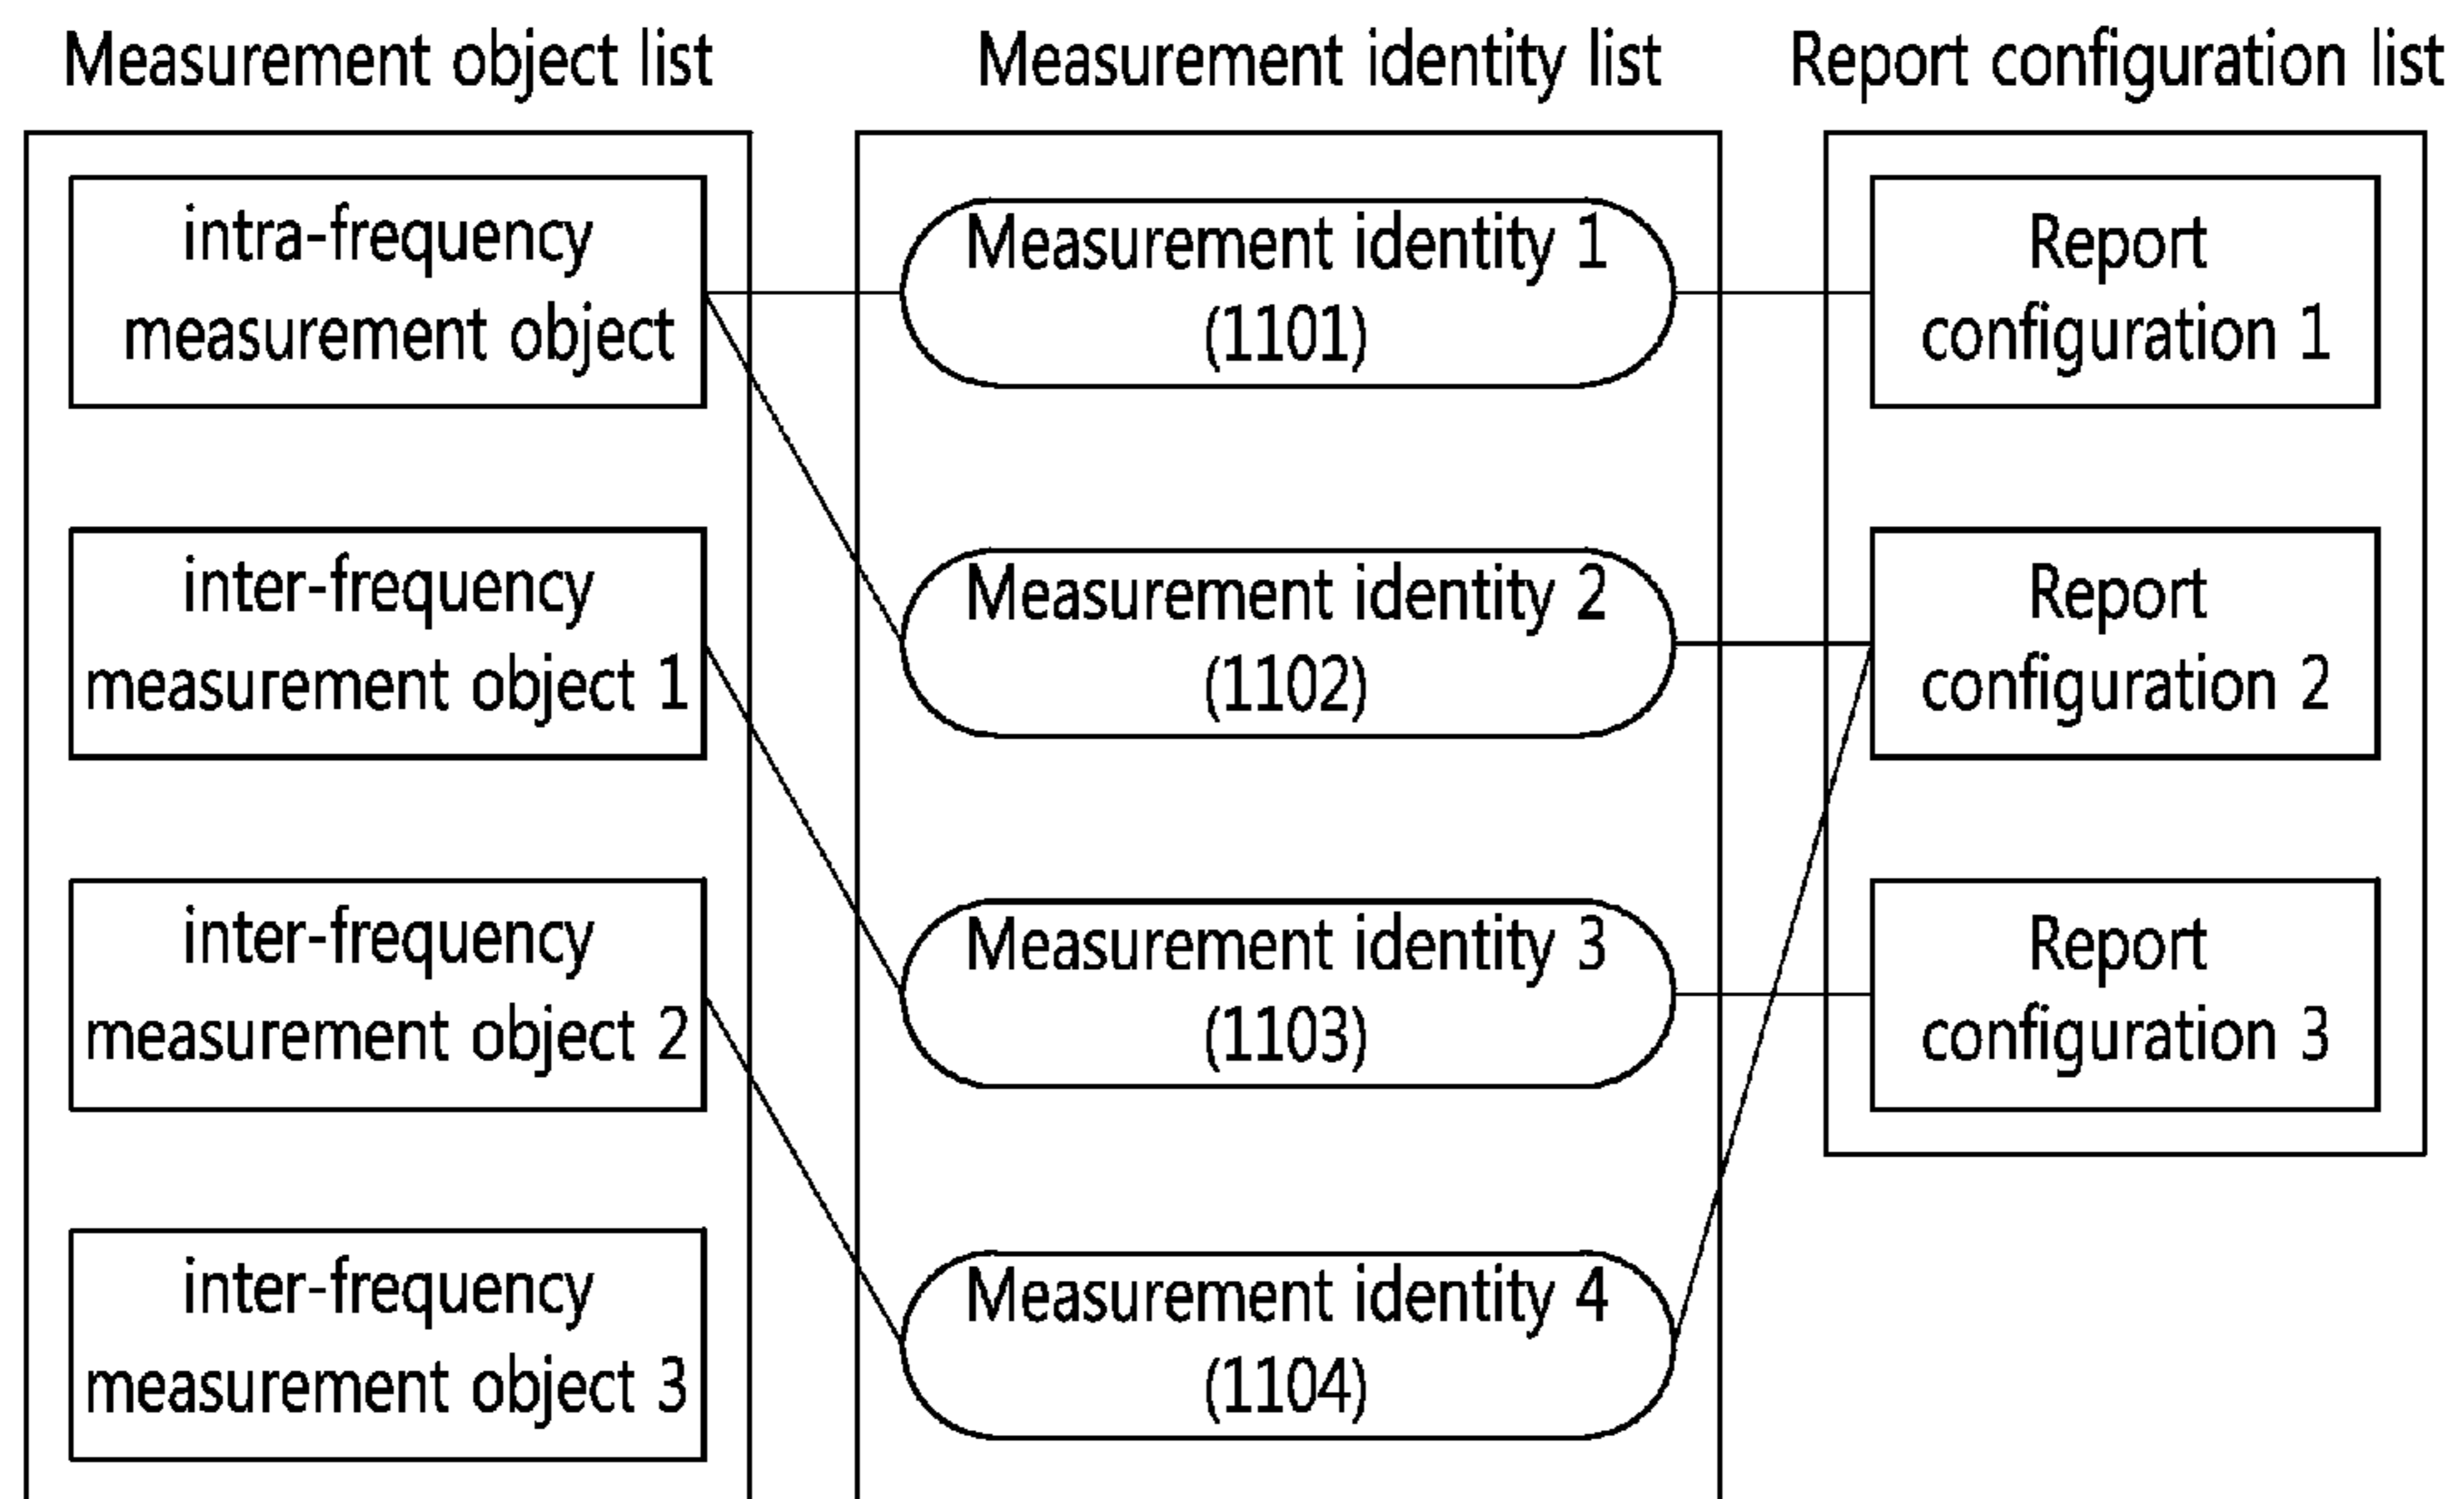 Measurement object list
intra-frequency
measurement object
inter-frequency
measurement object 1
inter-frequency
measurement object 2
inter-frequency
measurement object 3
Measurement identity list
Measurement identity 1
(1101)
Measurement identity 2
(1102)
Measurement identity 3
(1103)
Measurement identity 4
(1104)
Report configuration list
Report
configuration 1
Report
configuration 2
Report
configuration 3